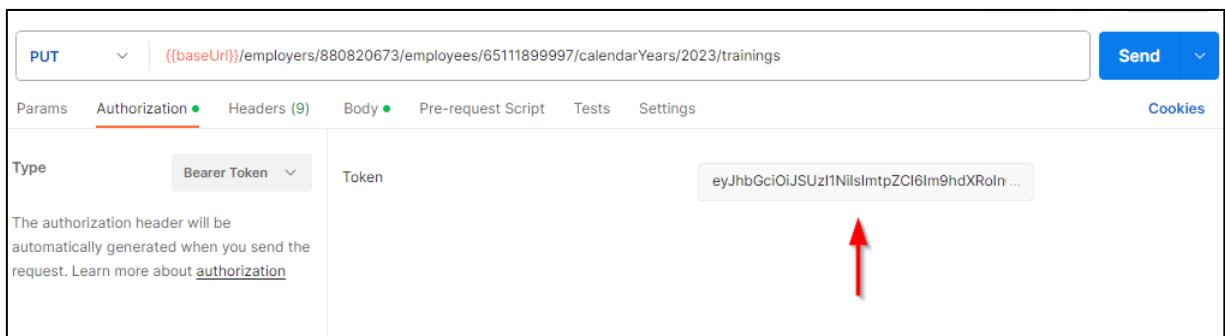 PUT {{baseUrl}}/employers/880820673/employees/65111899997/calendarYears/2023/trainings Send
Params Authorization Headers (9) Body Pre-request Script Tests Settings Cookies
Type Bearer Token Token eyJhbGciOiJSUzI1NiIsImtpZCI6Im9hdXRoIn ...
The authorization header will be
automatically generated when you send the
request. Learn more about authorization